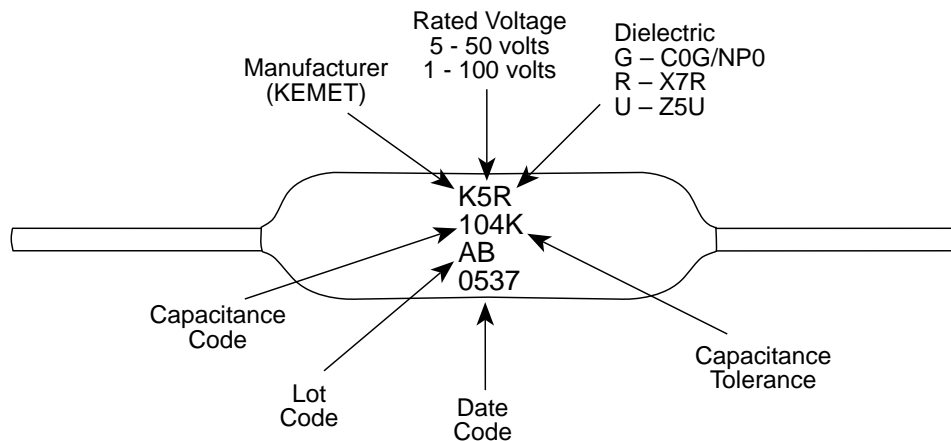 Rated Voltage
5 - 50 volts
1 - 100 volts
Dielectric
G – C0G/NP0
R – X7R
U – Z5U
Manufacturer
(KEMET)
K5R
104K
AB
0537
Capacitance
Code
Lot
Code
Date
Code
Capacitance
Tolerance